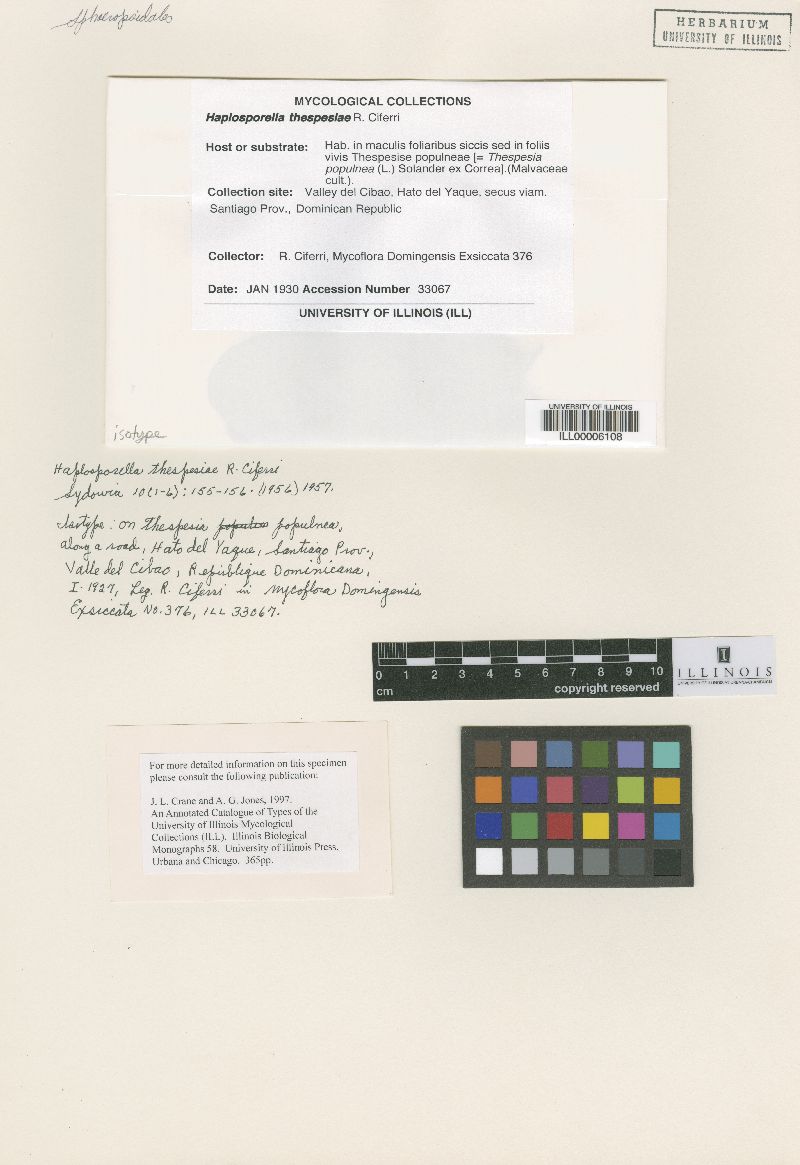 Sphaeropsidales
HERBARIUM
UNIVERSITY OF ILLINOIS
MYCOLOGICAL COLLECTIONS
Haplosporella thespesiae R. Ciferri
Host or substrate: Hab. in maculis foliaribus siccis sed in foliis
vivis Thespesise populneae [= Thespesia
populnea (L.) Solander ex Correa].(Malvaceae
cult.).
Collection site: Valley del Cibao, Hato del Yaque, secus viam.
Santiago Prov., Dominican Republic
Collector: R. Ciferri, Mycoflora Domingensis Exsiccata 376
Date: JAN 1930 Accession Number 33067
UNIVERSITY OF ILLINOIS (ILL)
UNIVERSITY OF ILLINOIS
ILL00006108
isotype
Haplosporella thespesiae R. Ciferri
Sydowia 10(1-6): 155-156. (1956) 1957.
Isotype: on Thespesia populnea,
along a road, Hato del Yaque, Santiago Prov.,
Valle del Cibao, Republique Dominicana,
I. 1927, Leg. R. Ciferri in Mycoflora Domingensis
Exsiccata No. 376, ILL 33067.
0 1 2 3 4 5 6 7 8 9 10
cm copyright reserved
I
ILLINOIS
For more detailed information on this specimen
please consult the following publication:
J. L. Crane and A. G. Jones, 1997.
An Annotated Catalogue of Types of the
University of Illinois Mycological
Collections (ILL). Illinois Biological
Monographs 58. University of Illinois Press.
Urbana and Chicago. 365pp.